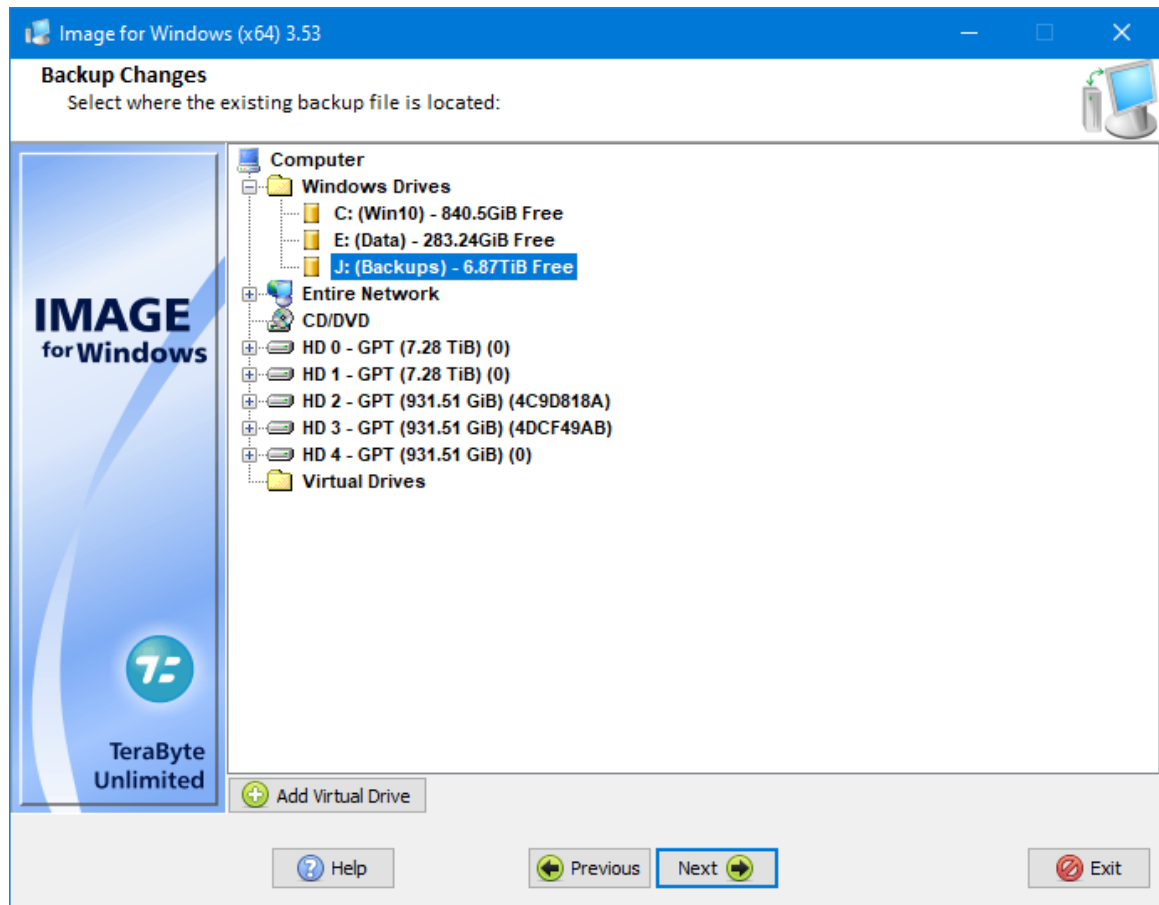 Image for Windows (x64) 3.53
Backup Changes
Select where the existing backup file is located:
Computer
Windows Drives
C: (Win10) - 840.5GiB Free
E: (Data) - 283.24GiB Free
J: (Backups) - 6.87TiB Free
Entire Network
CD/DVD
HD 0 - GPT (7.28 TiB) (0)
HD 1 - GPT (7.28 TiB) (0)
HD 2 - GPT (931.51 GiB) (4C9D818A)
HD 3 - GPT (931.51 GiB) (4DCF49AB)
HD 4 - GPT (931.51 GiB) (0)
Virtual Drives
IMAGE
for Windows
TeraByte
Unlimited
Add Virtual Drive
Help
Previous
Next
Exit